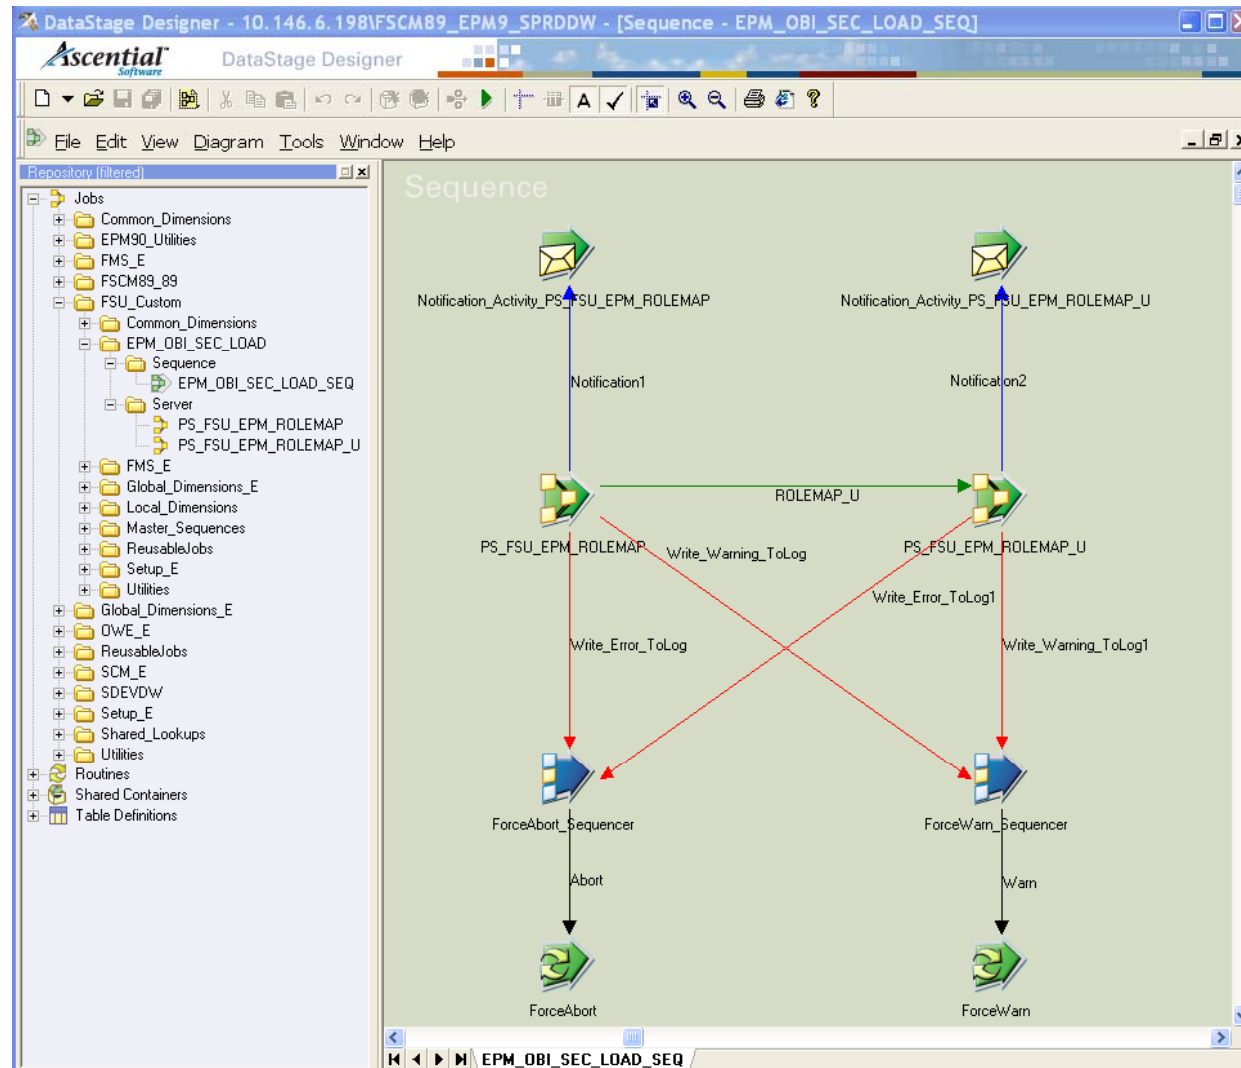 DataStage Designer - 10.146.6.198\FSCM89_EPM9_SPRDDW - [Sequence - EPM_OBI_SEC_LOAD_SEQ]
Ascential Software
DataStage Designer
File Edit View Diagram Tools Window Help
Repository (filtered)
Jobs
Common_Dimensions
EPM90_Utilities
FMS_E
FSCM89_89
FSU_Custom
Common_Dimensions
EPM_OBI_SEC_LOAD
Sequence
EPM_OBI_SEC_LOAD_SEQ
Server
PS_FSU_EPM_ROLEMAP
PS_FSU_EPM_ROLEMAP_U
FMS_E
Global_Dimensions_E
Local_Dimensions
Master_Sequences
ReusableJobs
Setup_E
Utilities
Global_Dimensions_E
OWE_E
ReusableJobs
SCM_E
SDEVDW
Setup_E
Shared_Lookups
Utilities
Routines
Shared Containers
Table Definitions
Sequence
Notification_Activity_PS_FSU_EPM_ROLEMAP
Notification_Activity_PS_FSU_EPM_ROLEMAP_U
Notification1
Notification2
ROLEMAP_U
PS_FSU_EPM_ROLEMAP
Write_Warning_ToLog
PS_FSU_EPM_ROLEMAP_U
Write_Error_ToLog1
Write_Error_ToLog
Write_Warning_ToLog1
ForceAbort_Sequencer
ForceWarn_Sequencer
Abort
Warn
ForceAbort
ForceWarn
EPM_OBI_SEC_LOAD_SEQ